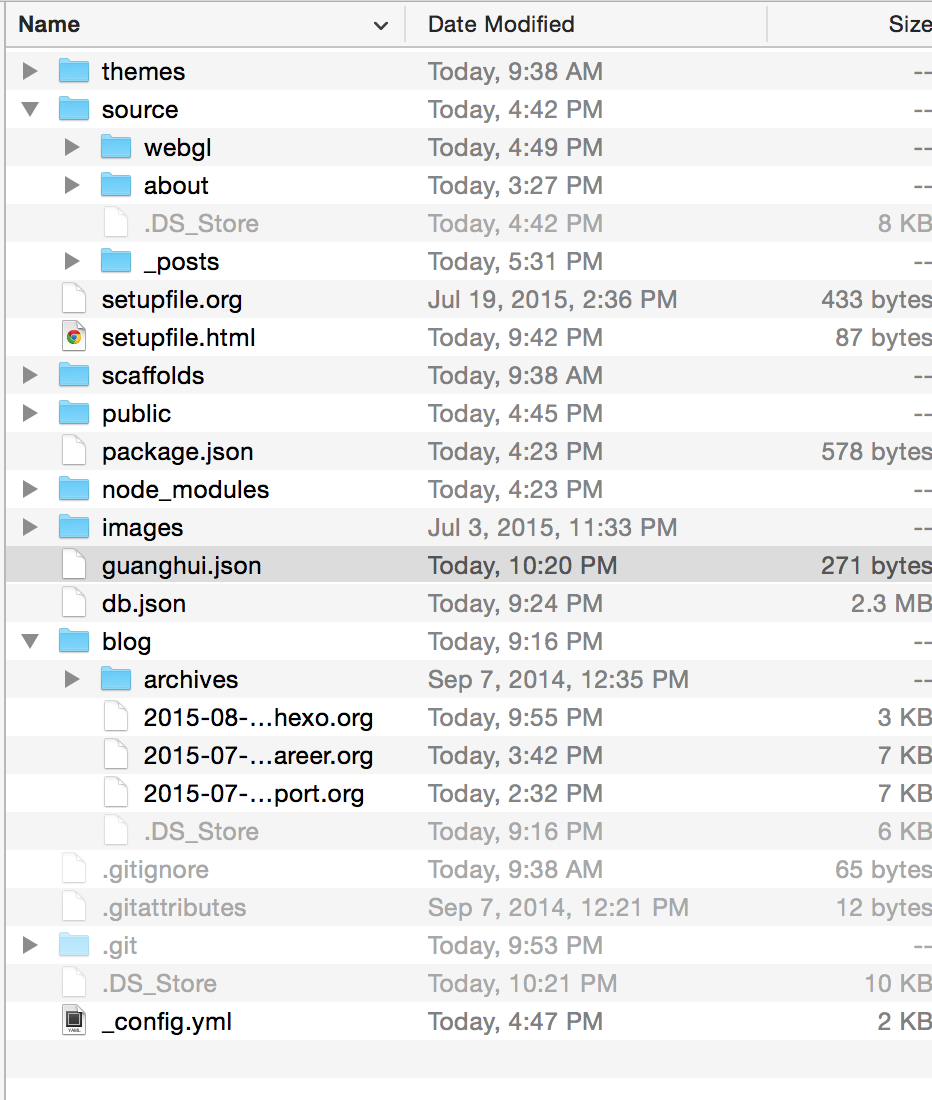 Name Date Modified Size
themes Today, 9:38 AM --
source Today, 4:42 PM --
webgl Today, 4:49 PM --
about Today, 3:27 PM --
.DS_Store Today, 4:42 PM 8 KB
_posts Today, 5:31 PM --
setupfile.org Jul 19, 2015, 2:36 PM 433 bytes
setupfile.html Today, 9:42 PM 87 bytes
scaffolds Today, 9:38 AM --
public Today, 4:45 PM --
package.json Today, 4:23 PM 578 bytes
node_modules Today, 4:23 PM --
images Jul 3, 2015, 11:33 PM --
guanghui.json Today, 10:20 PM 271 bytes
db.json Today, 9:24 PM 2.3 MB
blog Today, 9:16 PM --
archives Sep 7, 2014, 12:35 PM --
2015-08-...hexo.org Today, 9:55 PM 3 KB
2015-07-...areer.org Today, 3:42 PM 7 KB
2015-07-...port.org Today, 2:32 PM 7 KB
.DS_Store Today, 9:16 PM 6 KB
.gitignore Today, 9:38 AM 65 bytes
.gitattributes Sep 7, 2014, 12:21 PM 12 bytes
.git Today, 9:53 PM --
.DS_Store Today, 10:21 PM 10 KB
YAML _config.yml Today, 4:47 PM 2 KB